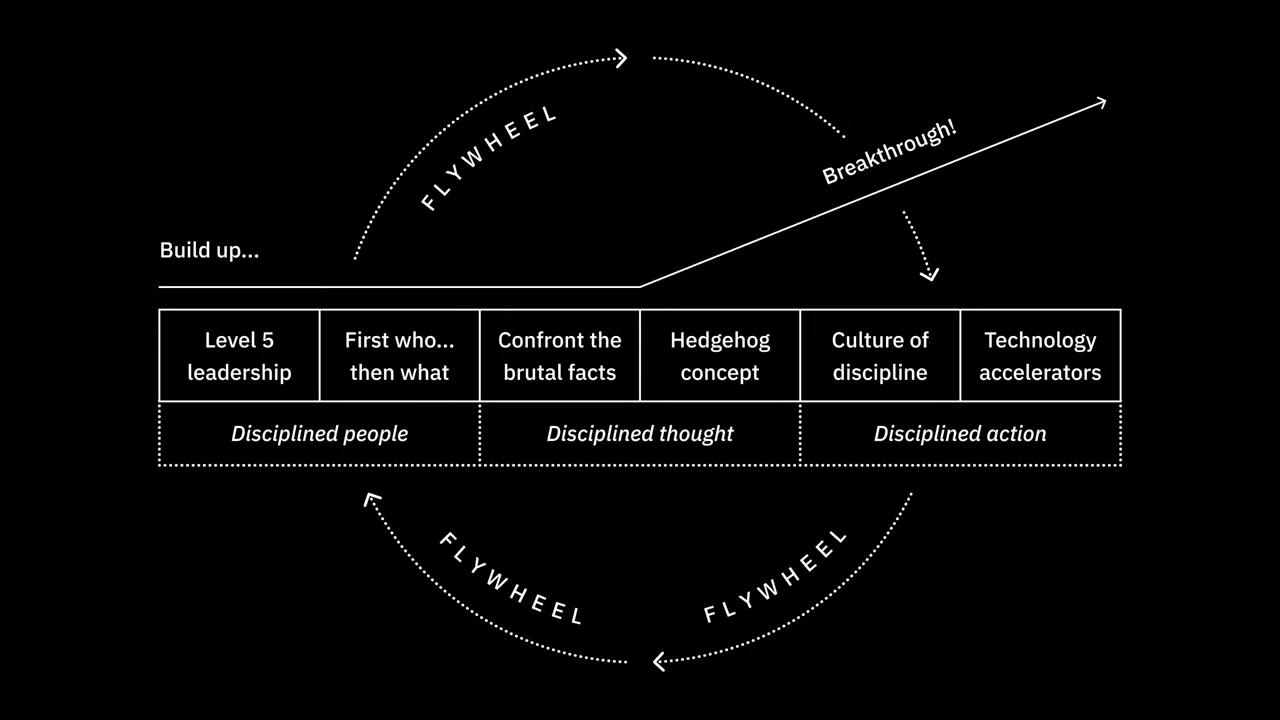 FLYWHEEL
Breakthrough!
Build up...
Level 5
leadership
First who...
then what
Confront the
brutal facts
Hedgehog
concept
Culture of
discipline
Technology
accelerators
Disciplined people
Disciplined thought
Disciplined action
FLYWHEEL
FLYWHEEL